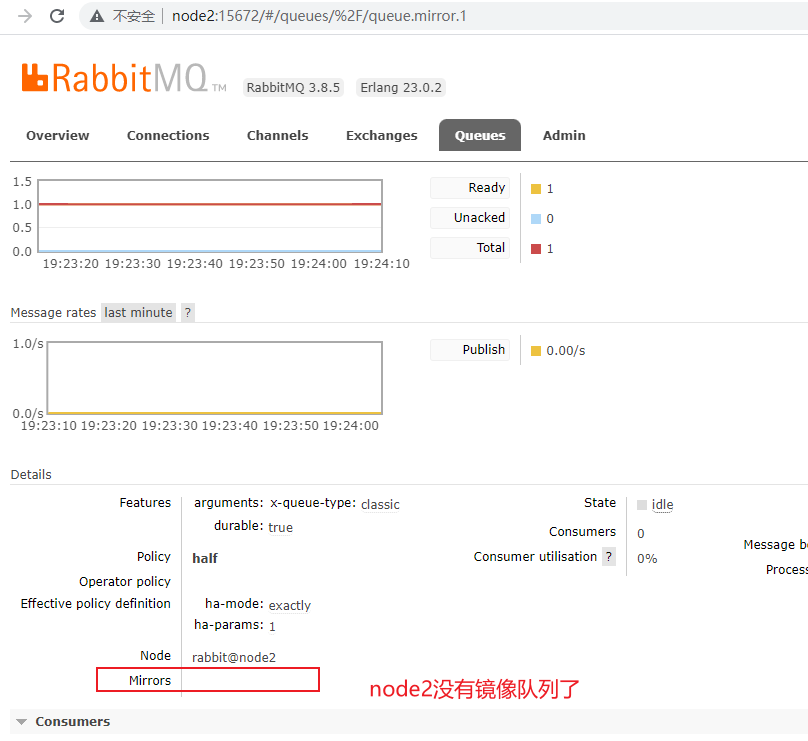 不安全 node2:15672/#/queues/%2F/queue.mirror.1
RabbitMQ TM RabbitMQ 3.8.5 Erlang 23.0.2
Overview Connections Channels Exchanges Queues Admin
1.5
1.0
0.5
0.0
19:23:20 19:23:30 19:23:40 19:23:50 19:24:00 19:24:10
Ready 1
Unacked 0
Total 1
Message rates last minute ?
1.0/s
0.0/s
19:23:10 19:23:20 19:23:30 19:23:40 19:23:50 19:24:00
Publish 0.00/s
Details
Features arguments: x-queue-type: classic
durable: true
Policy half
Operator policy
Effective policy definition ha-mode: exactly
ha-params: 1
Node rabbit@node2
Mirrors
State idle
Consumers 0
Consumer utilisation ? 0%
Message b
Process
node2没有镜像队列了
Consumers